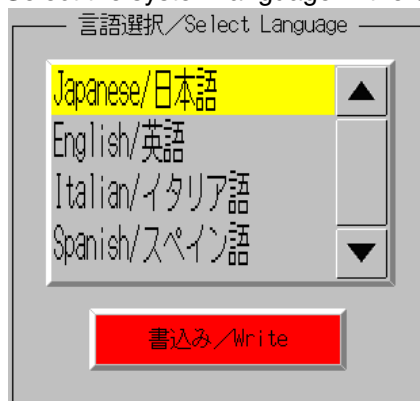 言語選択／Select Language
Japanese/日本語
English/英語
Italian/イタリア語
Spanish/スペイン語
書込み／Write